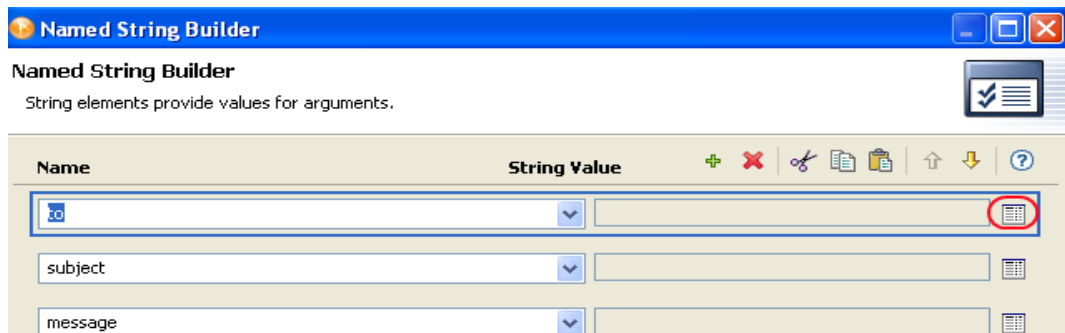 Named String Builder
Named String Builder
String elements provide values for arguments.
Name String Value
to
subject
message